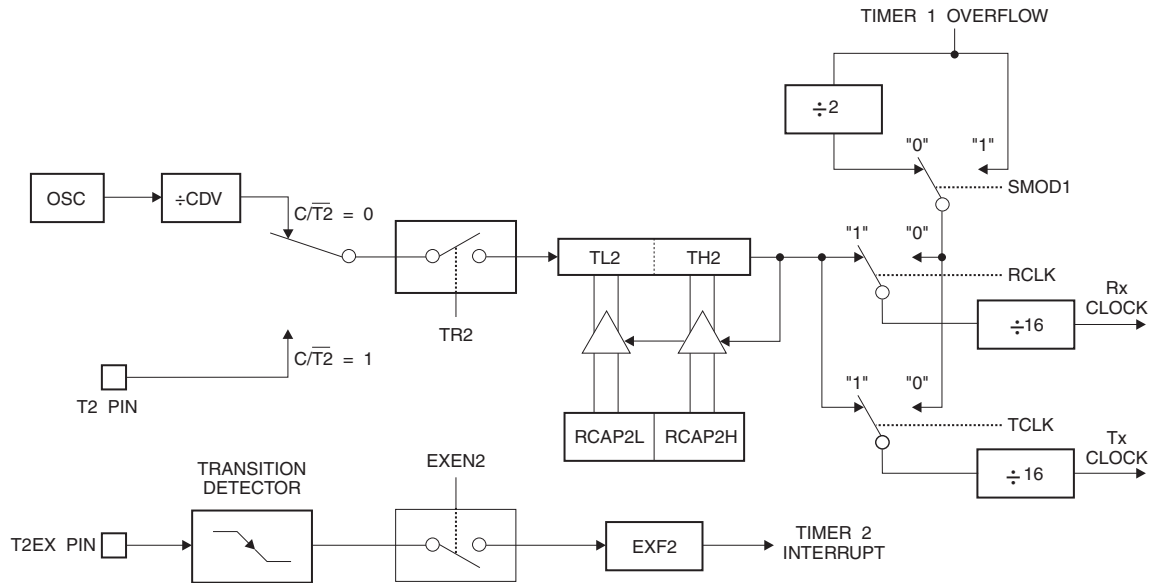 TIMER 1 OVERFLOW
÷2
"0" "1"
SMOD1
OSC
÷CDV
C/T2̅ = 0
TR2
TL2 TH2
"1" "0"
RCLK
Rx
CLOCK
÷16
C/T2̅ = 1
T2 PIN
RCAP2L RCAP2H
"1" "0"
TCLK
Tx
CLOCK
÷16
TRANSITION
DETECTOR
EXEN2
T2EX PIN
EXF2
TIMER 2
INTERRUPT